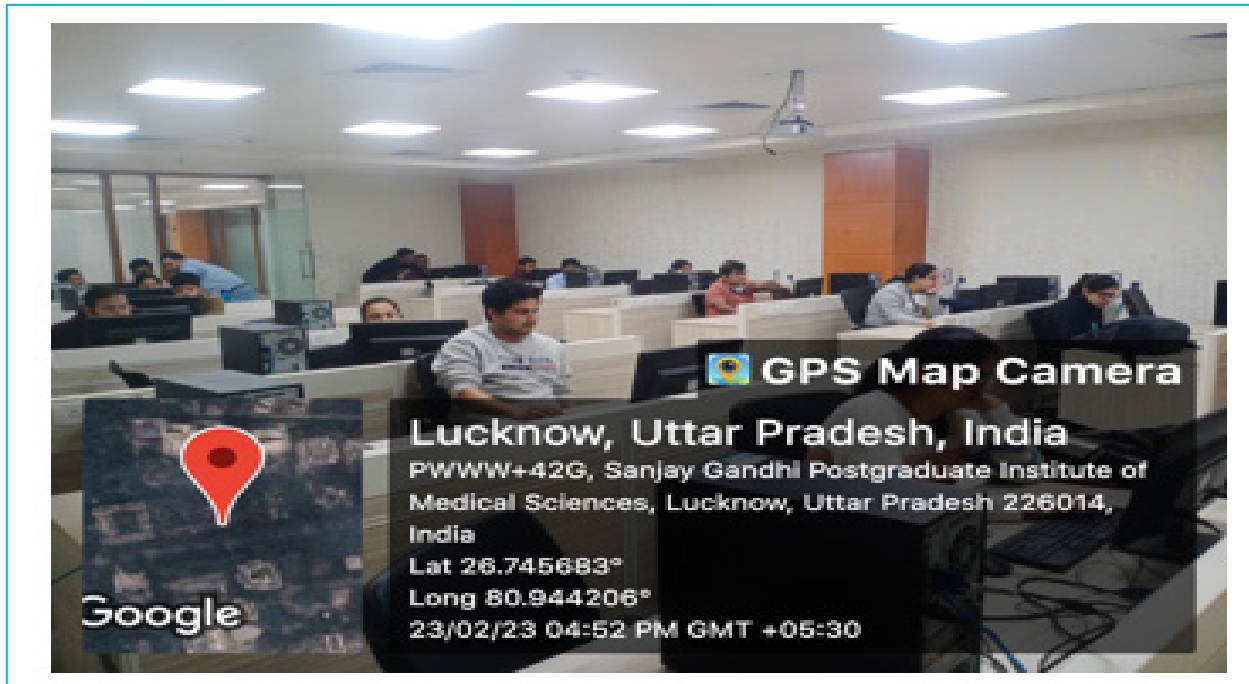 GPS Map Camera
Lucknow, Uttar Pradesh, India
PWWW+42G, Sanjay Gandhi Postgraduate Institute of
Medical Sciences, Lucknow, Uttar Pradesh 226014,
India
Lat 26.745683°
Long 80.944206°
23/02/23 04:52 PM GMT +05:30
Google